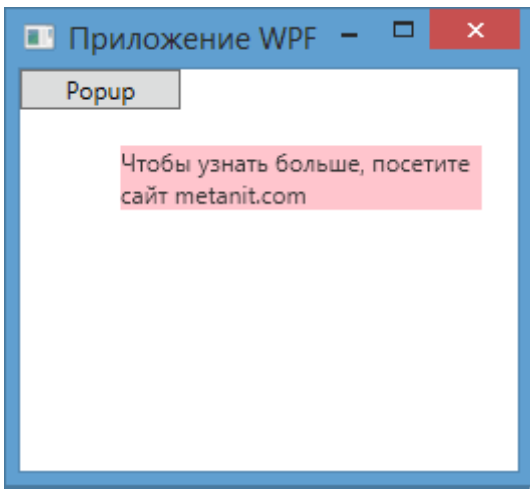 Приложение WPF
Popup
Чтобы узнать больше, посетите
сайт metanit.com